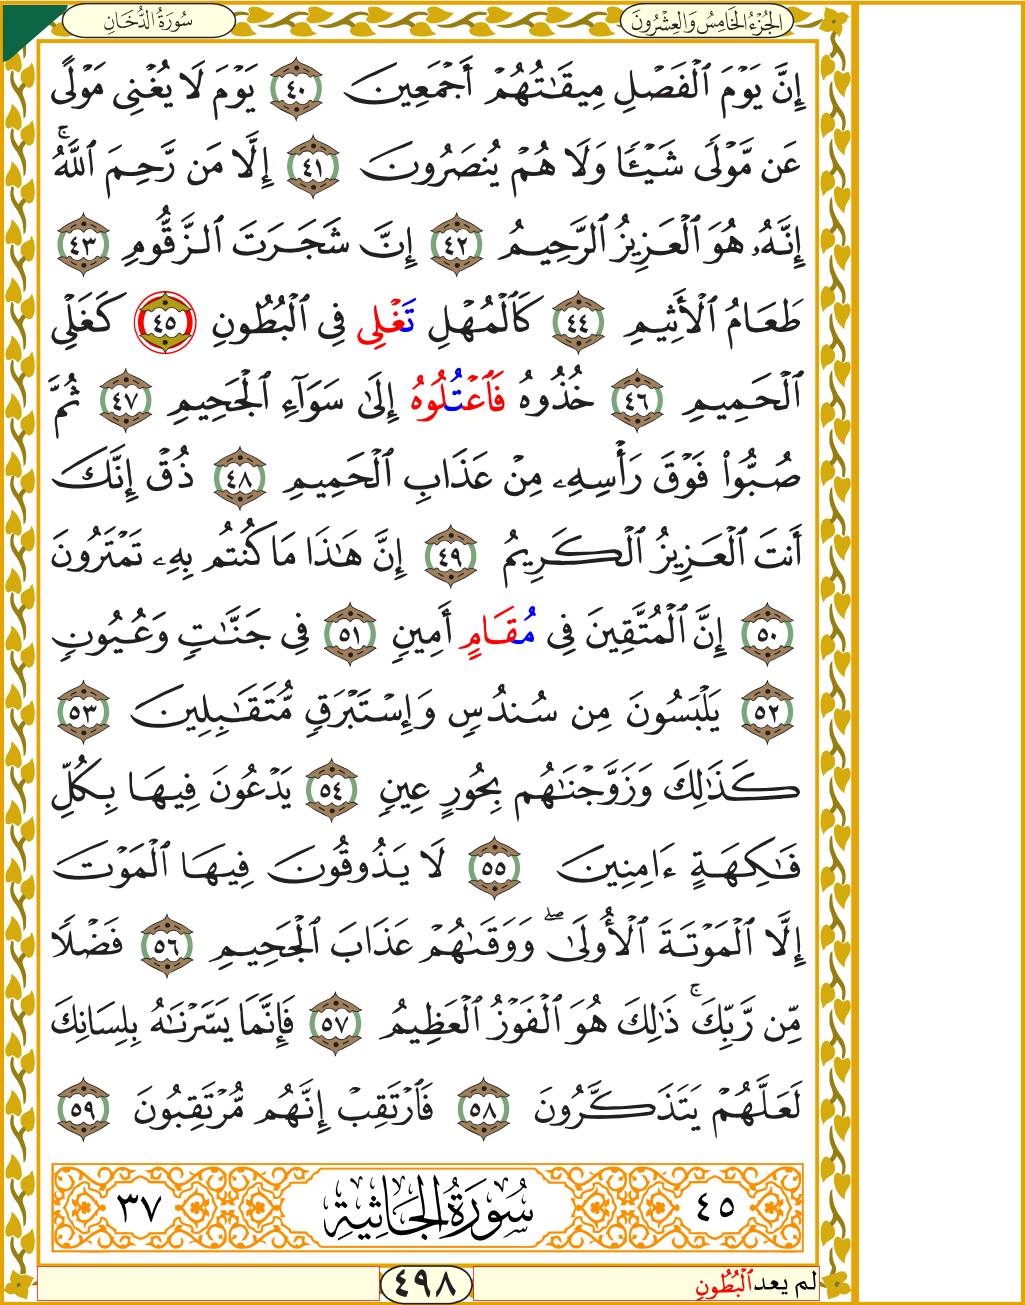 الجُزْءُ الخَامِسُ وَالعِشْرُونَ
سُورَةُ الدُّخَانِ
إِنَّ يَوْمَ ٱلْفَصْلِ مِيقَٰتُهُمْ أَجْمَعِينَ ٤٠ يَوْمَ لَا يُغْنِى مَوْلًى
عَن مَّوْلًى شَيْـًٔا وَلَا هُمْ يُنصَرُونَ ٤١ إِلَّا مَن رَّحِمَ ٱللَّهُ ۚ
إِنَّهُۥ هُوَ ٱلْعَزِيزُ ٱلرَّحِيمُ ٤٢ إِنَّ شَجَرَتَ ٱلزَّقُّومِ ٤٣
طَعَامُ ٱلْأَثِيمِ ٤٤ كَٱلْمُهْلِ تَغْلِى فِى ٱلْبُطُونِ ٤٥ كَغَلْىِ
ٱلْحَمِيمِ ٤٦ خُذُوهُ فَٱعْتُلُوهُ إِلَىٰ سَوَآءِ ٱلْجَحِيمِ ٤٧ ثُمَّ
صُبُّوا۟ فَوْقَ رَأْسِهِۦ مِنْ عَذَابِ ٱلْحَمِيمِ ٤٨ ذُقْ إِنَّكَ
أَنتَ ٱلْعَزِيزُ ٱلْكَرِيمُ ٤٩ إِنَّ هَٰذَا مَا كُنتُم بِهِۦ تَمْتَرُونَ
٥٠ إِنَّ ٱلْمُتَّقِينَ فِى مُقَامٍ أَمِينٍ ٥١ فِى جَنَّٰتٍ وَعُيُونٍ
٥٢ يَلْبَسُونَ مِن سُندُسٍ وَإِسْتَبْرَقٍ مُّتَقَٰبِلِينَ ٥٣
كَذَٰلِكَ وَزَوَّجْنَٰهُم بِحُورٍ عِينٍ ٥٤ يَدْعُونَ فِيهَا بِكُلِّ
فَٰكِهَةٍ ءَامِنِينَ ٥٥ لَا يَذُوقُونَ فِيهَا ٱلْمَوْتَ
إِلَّا ٱلْمَوْتَةَ ٱلْأُولَىٰ ۖ وَوَقَىٰهُمْ عَذَابَ ٱلْجَحِيمِ ٥٦ فَضْلًا
مِّن رَّبِّكَ ۚ ذَٰلِكَ هُوَ ٱلْفَوْزُ ٱلْعَظِيمُ ٥٧ فَإِنَّمَا يَسَّرْنَٰهُ بِلِسَانِكَ
لَعَلَّهُمْ يَتَذَكَّرُونَ ٥٨ فَٱرْتَقِبْ إِنَّهُم مُّرْتَقِبُونَ ٥٩
٤٥ سُورَةُ الجَاثِيَةِ ٣٧
لم يعد ٱلْبُطُونِ
٤٩٨